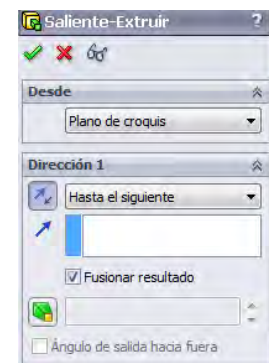 Saliente-Extruir ?
Desde
Plano de croquis
Dirección 1
Hasta el siguiente
Fusionar resultado
Ángulo de salida hacia fuera